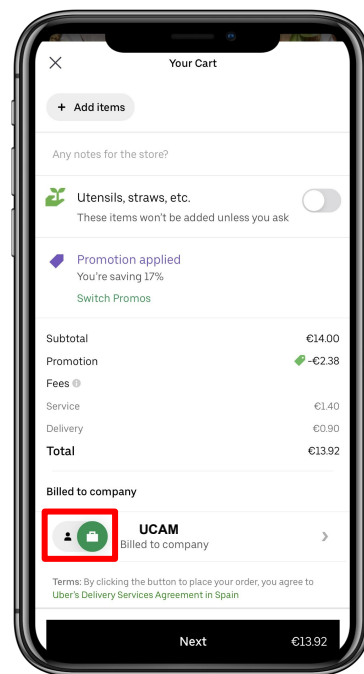 Your Cart
+ Add items
Any notes for the store?
Utensils, straws, etc.
These items won't be added unless you ask
Promotion applied
You're saving 17%
Switch Promos
Subtotal €14.00
Promotion -€2.38
Fees
Service €1.40
Delivery €0.90
Total €13.92
Billed to company
UCAM
Billed to company
Terms: By clicking the button to place your order, you agree to
Uber's Delivery Services Agreement in Spain
Next €13.92